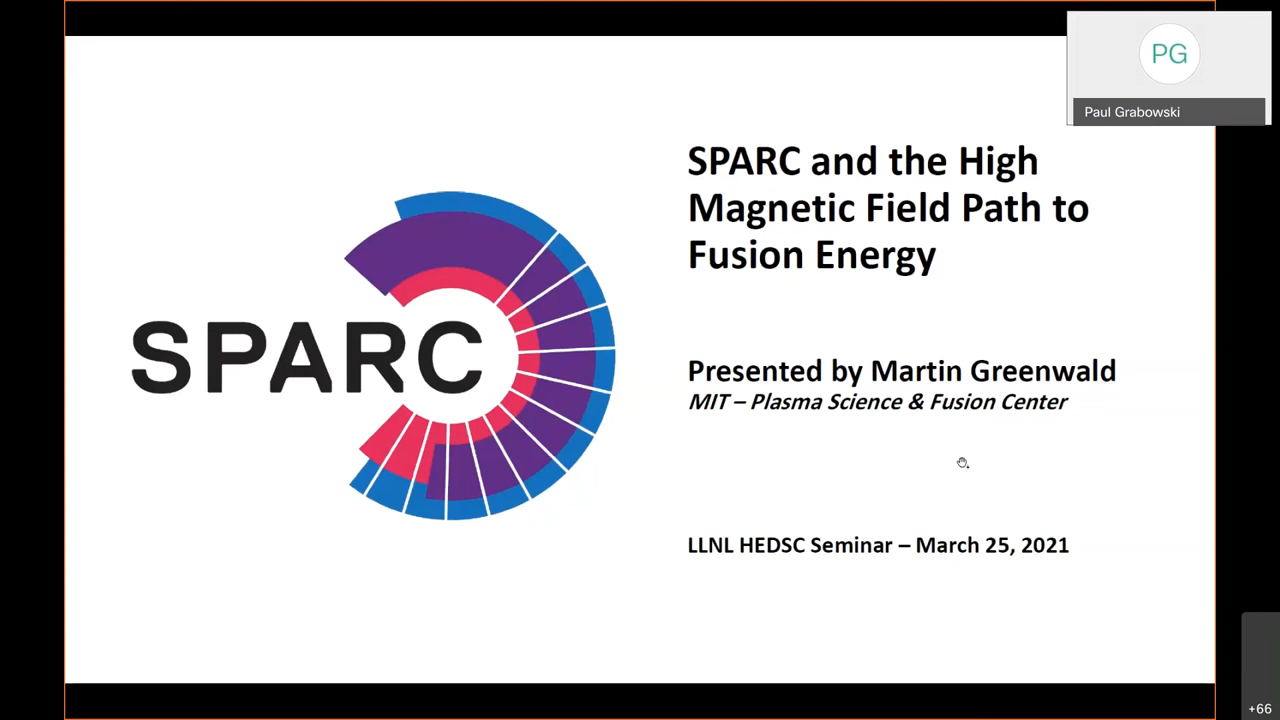 PG
Paul Grabowski
SPARC and the High
Magnetic Field Path to
Fusion Energy
SPARC
Presented by Martin Greenwald
MIT – Plasma Science & Fusion Center
LLNL HEDSC Seminar – March 25, 2021
+66